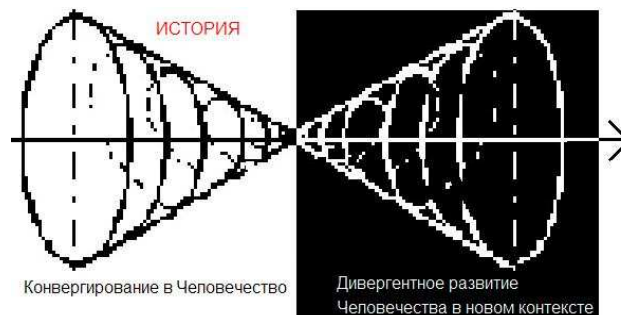 ИСТОРИЯ
Конвергирование в Человечество
Дивергентное развитие
Человечества в новом контексте